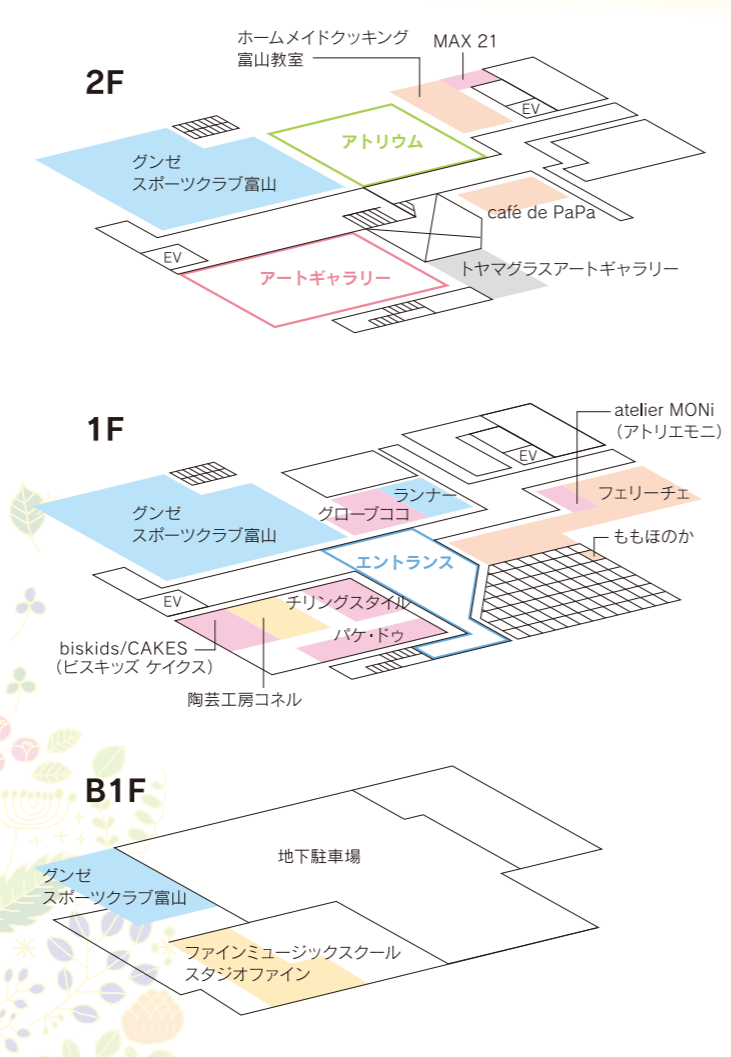 2F
ホームメイドクッキング
富山教室
MAX 21
EV
アトリウム
グンゼ
スポーツクラブ富山
café de PaPa
EV
トヤマグラスアートギャラリー
アートギャラリー
1F
atelier MONi
（アトリエモニ）
EV
ランナー
フェリーチェ
グローブココ
グンゼ
スポーツクラブ富山
ももほのか
エントランス
EV
チリングスタイル
パケ・ドゥ
biskids/CAKES
（ビスキッズ ケイクス）
陶芸工房コネル
B1F
地下駐車場
グンゼ
スポーツクラブ富山
ファインミュージックスクール
スタジオファイン